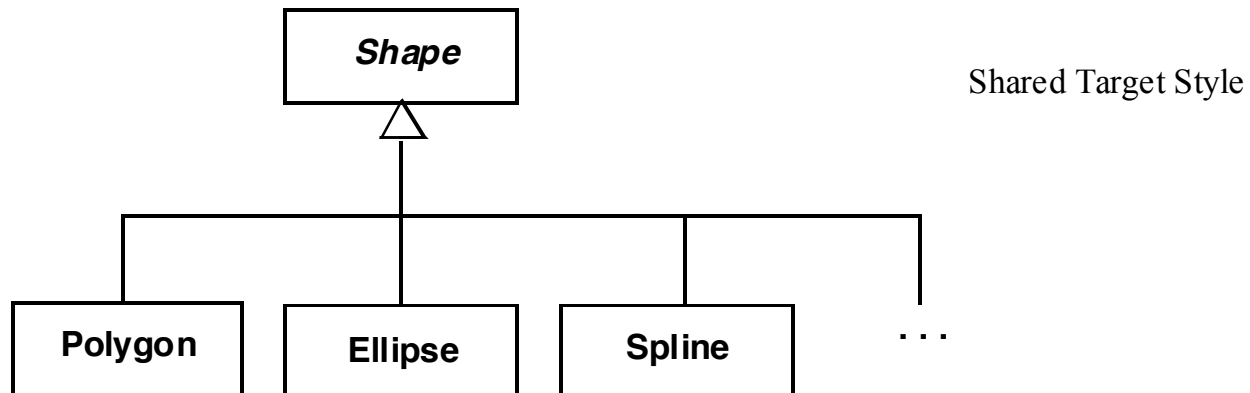 Shape
Shared Target Style
Polygon
Ellipse
Spline
. . .